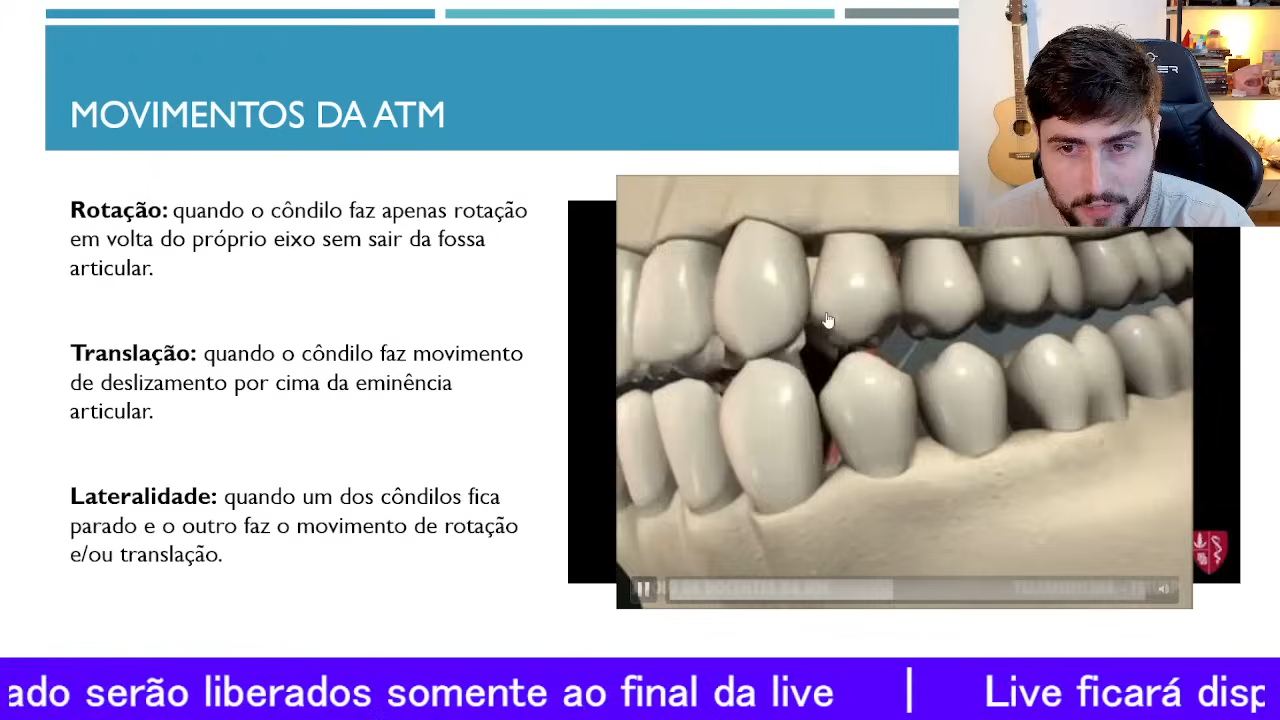 MOVIMENTOS DA ATM
Rotação: quando o côndilo faz apenas rotação
em volta do próprio eixo sem sair da fossa
articular.
Translação: quando o côndilo faz movimento
de deslizamento por cima da eminência
articular.
Lateralidade: quando um dos côndilos fica
parado e o outro faz o movimento de rotação
e/ou translação.
ado serão liberados somente ao final da live | Live ficará disp